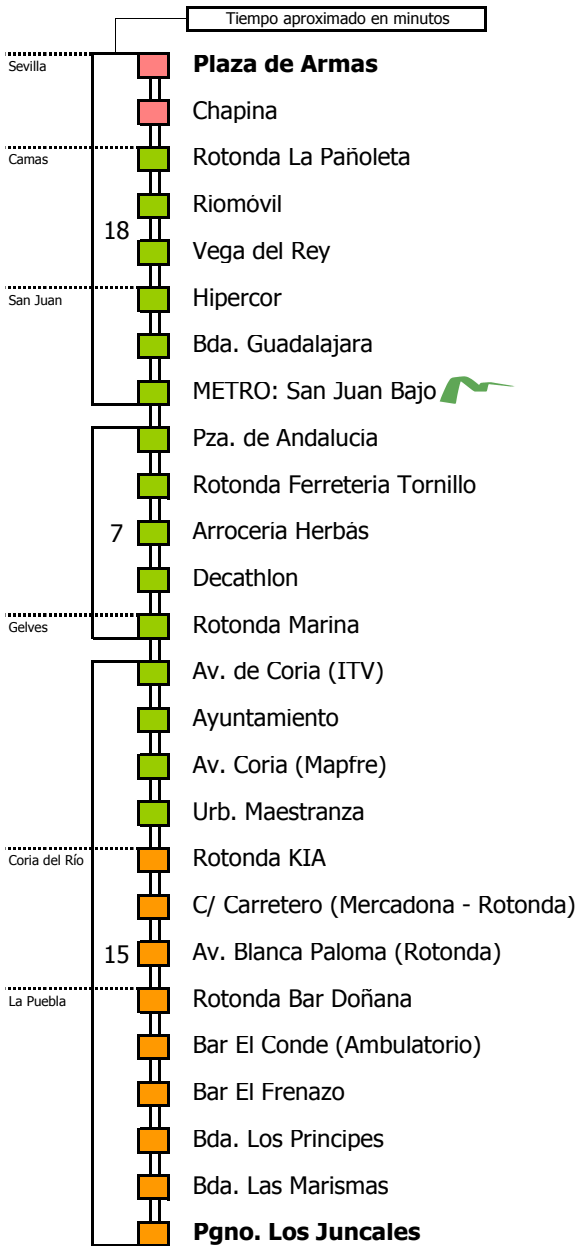 Tiempo aproximado en minutos
Sevilla
Plaza de Armas
Chapina
Camas
Rotonda La Pañoleta
Riomóvil
18
Vega del Rey
San Juan
Hipercor
Bda. Guadalajara
METRO: San Juan Bajo
Pza. de Andalucía
Rotonda Ferreteria Tornillo
7
Arrocería Herbás
Decathlon
Gelves
Rotonda Marina
Av. de Coria (ITV)
Ayuntamiento
Av. Coria (Mapfre)
Urb. Maestranza
Coria del Río
Rotonda KIA
C/ Carretero (Mercadona - Rotonda)
15
Av. Blanca Paloma (Rotonda)
La Puebla
Rotonda Bar Doñana
Bar El Conde (Ambulatorio)
Bar El Frenazo
Bda. Los Principes
Bda. Las Marismas
Pgno. Los Juncales